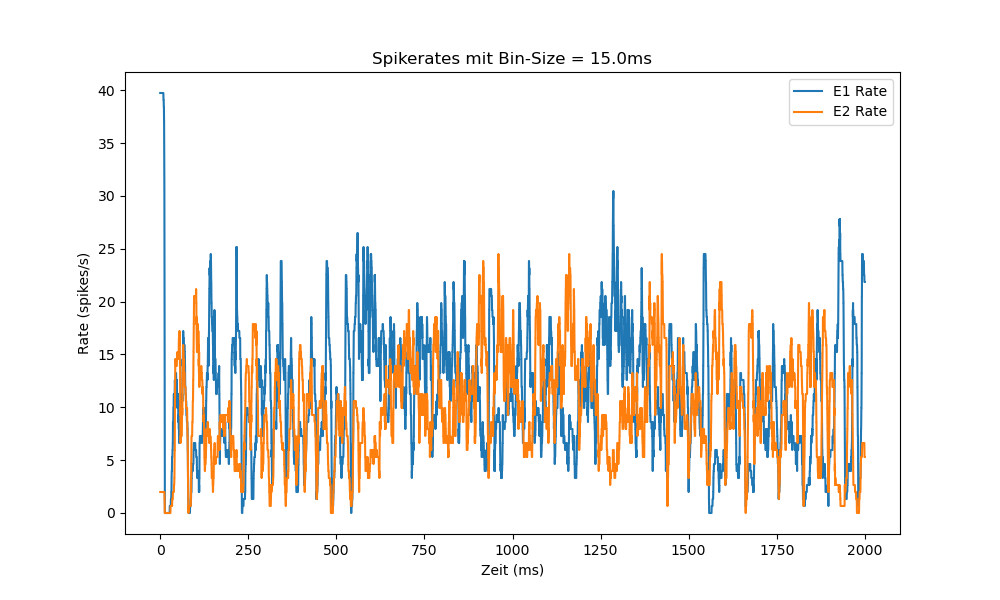 Spikerates mit Bin-Size = 15.0ms
E1 Rate
E2 Rate
Rate (spikes/s)
40
35
30
25
20
15
10
5
0
0 250 500 750 1000 1250 1500 1750 2000
Zeit (ms)